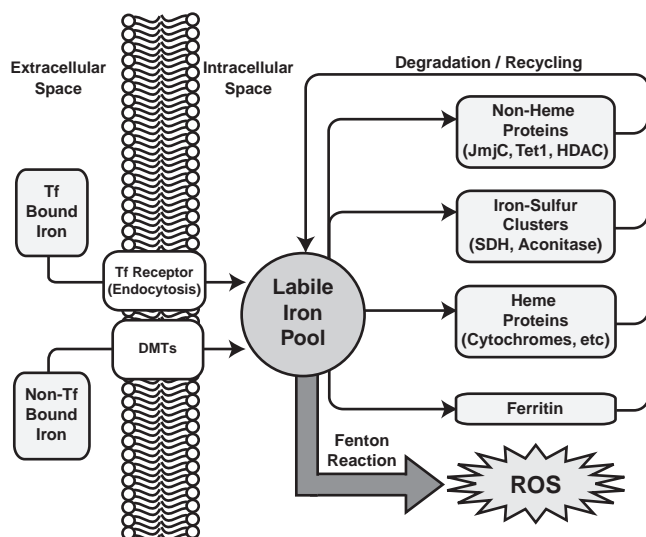 Extracellular
Space
Intracellular
Space
Degradation / Recycling
Non-Heme
Proteins
(JmjC, Tet1, HDAC)
Tf
Bound
Iron
Iron-Sulfur
Clusters
(SDH, Aconitase)
Tf Receptor
(Endocytosis)
Labile
Iron
Pool
Heme
Proteins
(Cytochromes, etc)
DMTs
Non-Tf
Bound
Iron
Ferritin
Fenton
Reaction
ROS